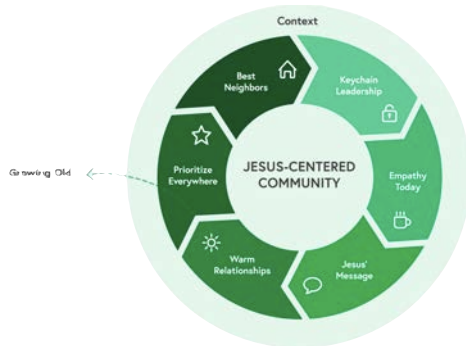 Context
Best
Neighbors
Keychain
Leadership
Growing Old
Prioritize
Everywhere
JESUS-CENTERED
COMMUNITY
Empathy
Today
Warm
Relationships
Jesus'
Message